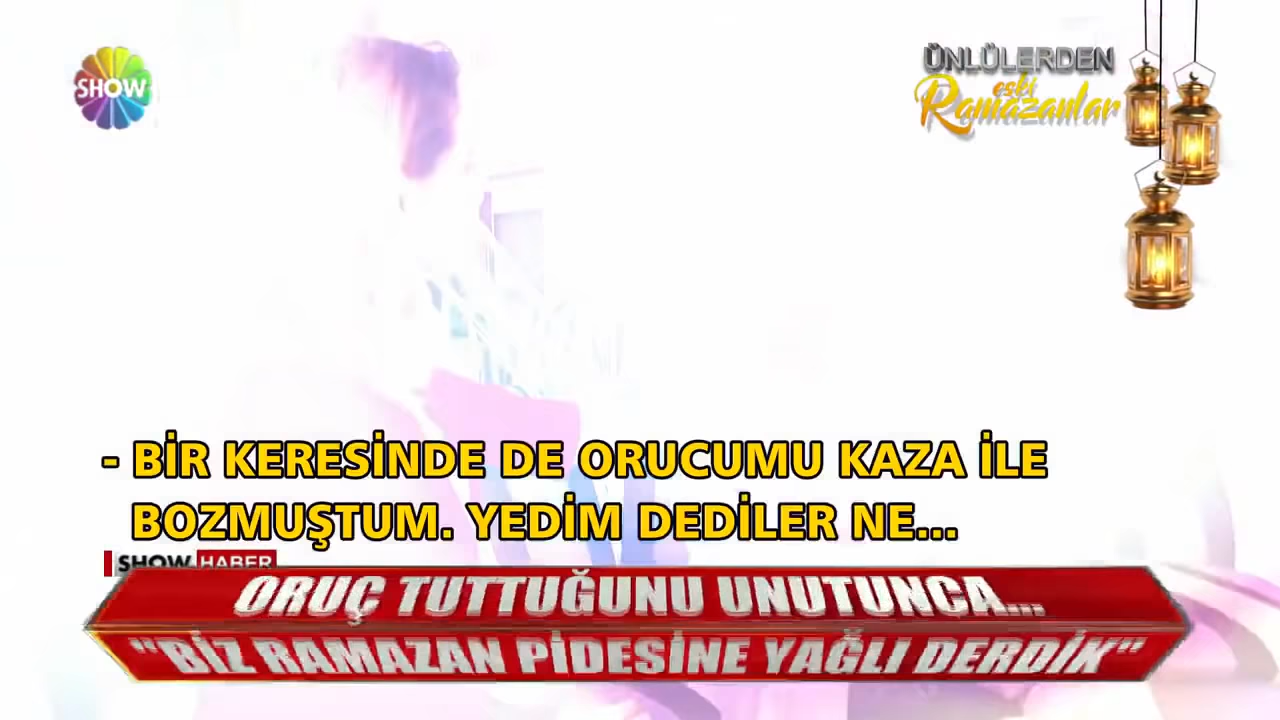 SHOW
ÜNLÜLERDEN
eski
Ramazanlar
- BİR KERESİNDE DE ORUCUMU KAZA İLE
BOZMUŞTUM. YEDİM DEDİLER NE...
SHOW HABER
ORUÇ TUTTUĞUNU UNUTUNCA...
"BİZ RAMAZAN PİDESİNE YAĞLI DERDİK"